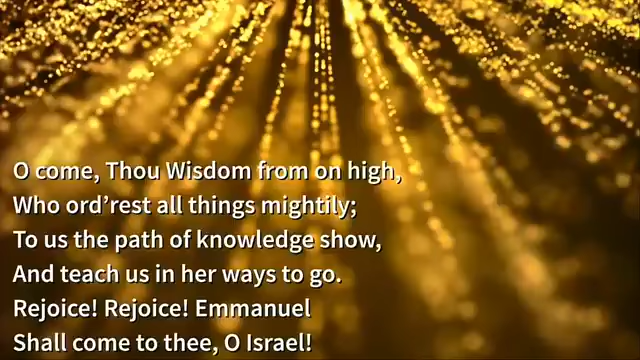 O come, Thou Wisdom from on high,
Who ord’rest all things mightily;
To us the path of knowledge show,
And teach us in her ways to go.
Rejoice! Rejoice! Emmanuel
Shall come to thee, O Israel!